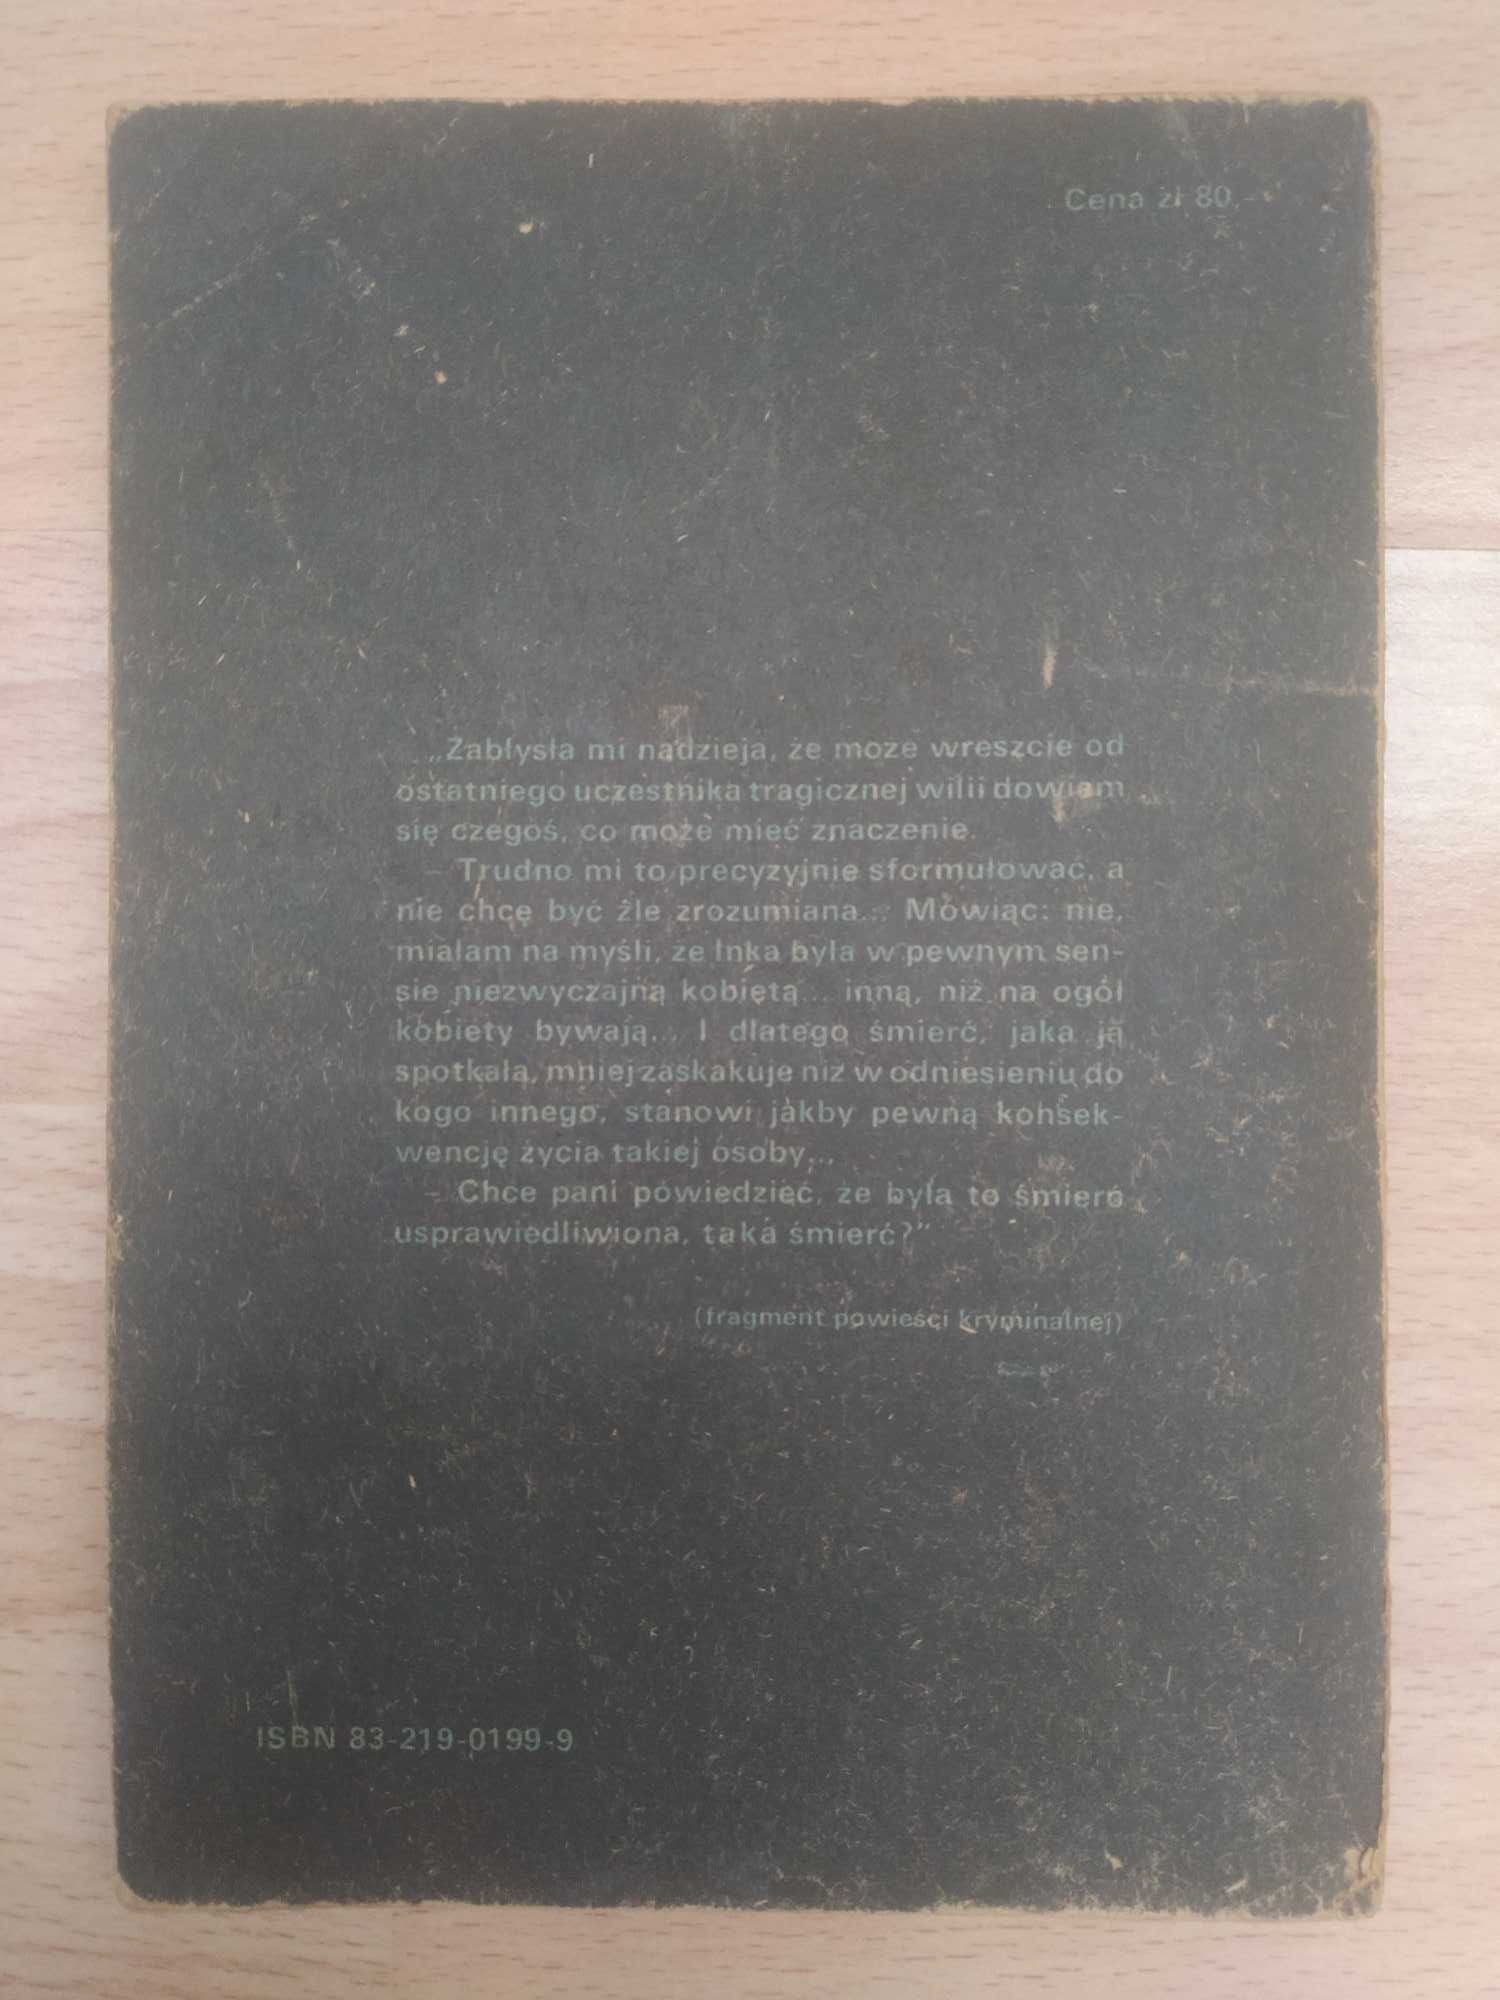 Cena zł 80,-
„Zabłysła mi nadzieja, że może wreszcie od
ostatniego uczestnika tragicznej wilii dowiem
się czegoś, co może mieć znaczenie.
– Trudno mi to precyzyjnie sformułować, a
nie chcę być źle zrozumiana... Mówiąc: nie,
miałam na myśli, że Inka była w pewnym sen-
sie niezwyczajną kobietą... inną, niż na ogół
kobiety bywają... I dlatego śmierć, jaka ją
spotkała, mniej zaskakuje niż w odniesieniu do
kogo innego, stanowi jakby pewną konsek-
wencję życia takiej osoby...
– Chce pani powiedzieć, że była to śmierć
usprawiedliwiona, taka śmierć?”
(fragment powieści kryminalnej)
ISBN 83-219-0199-9